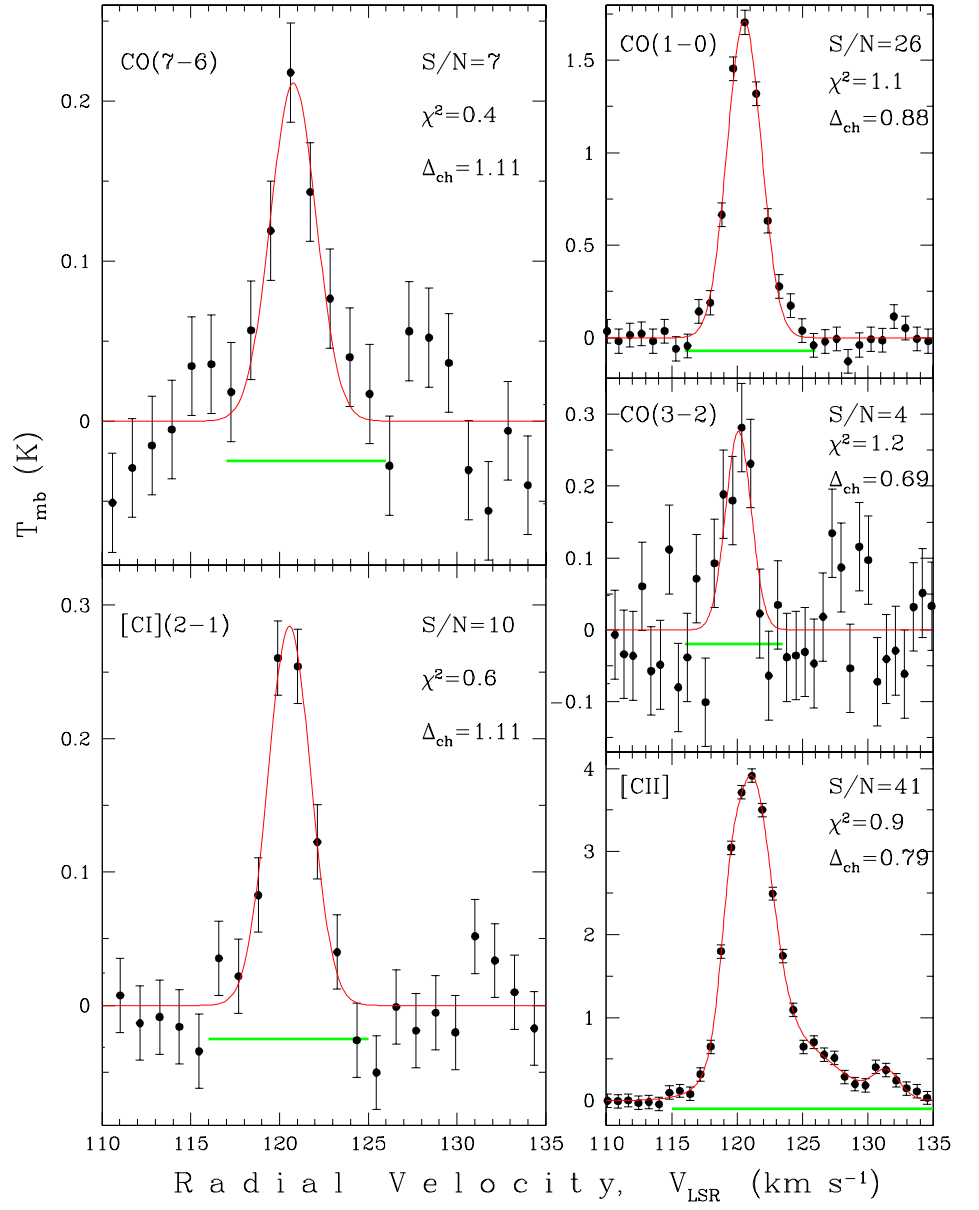 CO(7−6)
S/N=7
χ²=0.4
Δch=1.11
0.2
0.1
0
[CI](2−1)
S/N=10
χ²=0.6
Δch=1.11
0.3
0.2
0.1
0
110 115 120 125 130 135
CO(1−0)
S/N=26
χ²=1.1
Δch=0.88
1.5
1
0.5
0
CO(3−2)
S/N=4
χ²=1.2
Δch=0.69
0.3
0.2
0.1
0
−0.1
[CII]
S/N=41
χ²=0.9
Δch=0.79
4
3
2
1
0
110 115 120 125 130 135
Tmb (K)
Radial Velocity, VLSR (km s−1)